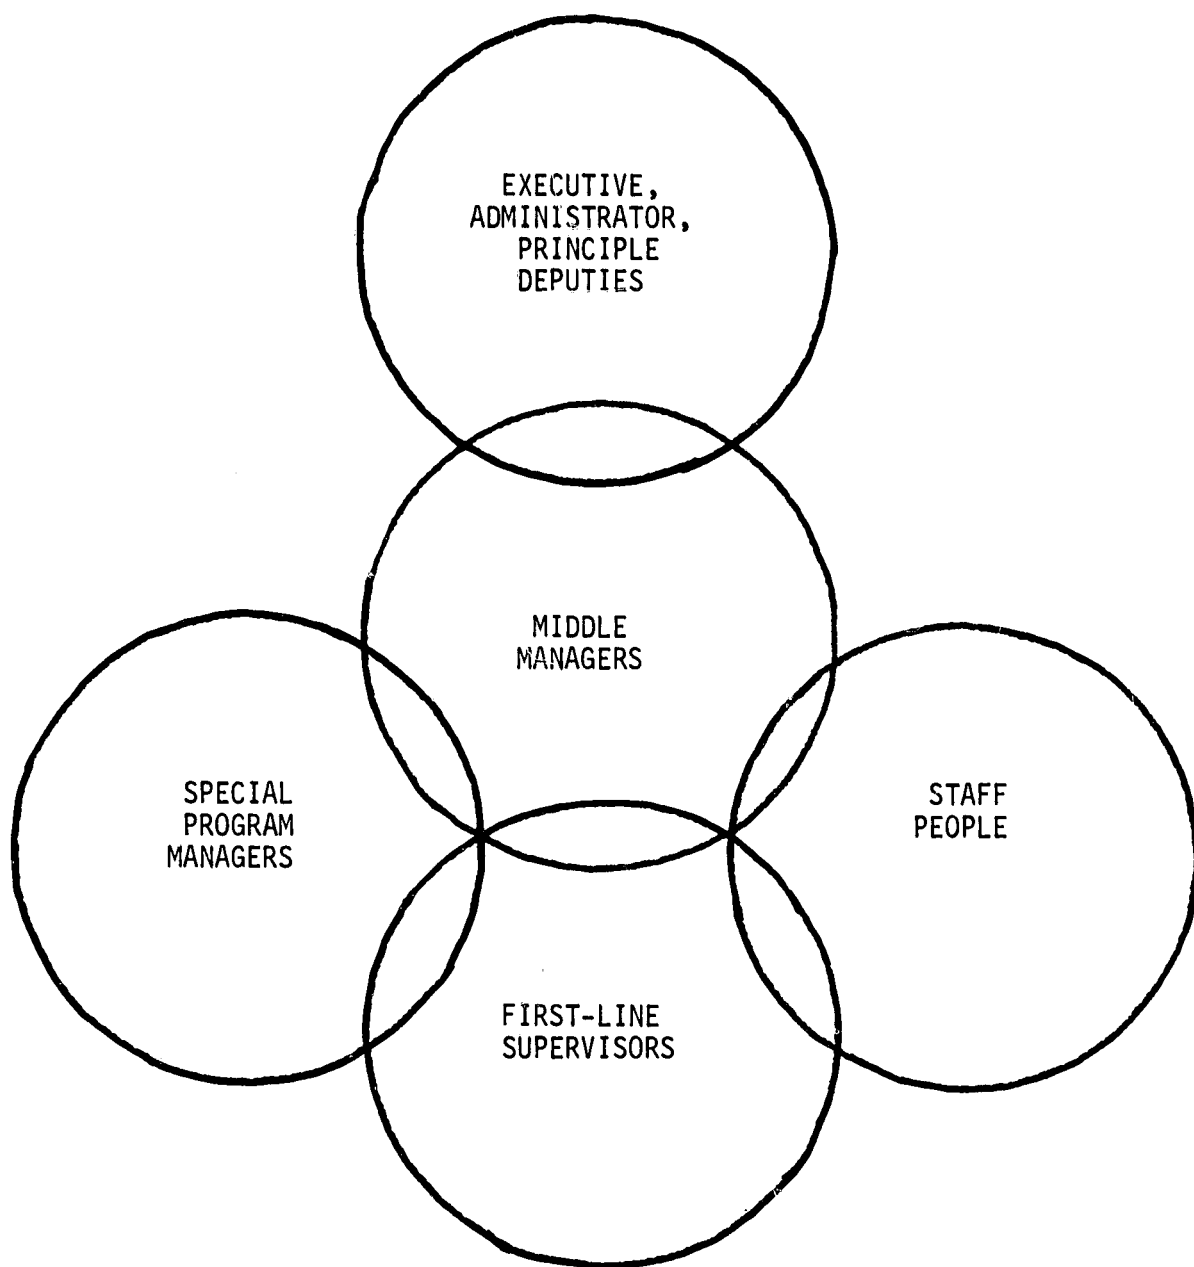 EXECUTIVE,
ADMINISTRATOR,
PRINCIPLE
DEPUTIES
MIDDLE
MANAGERS
SPECIAL
PROGRAM
MANAGERS
STAFF
PEOPLE
FIRST-LINE
SUPERVISORS